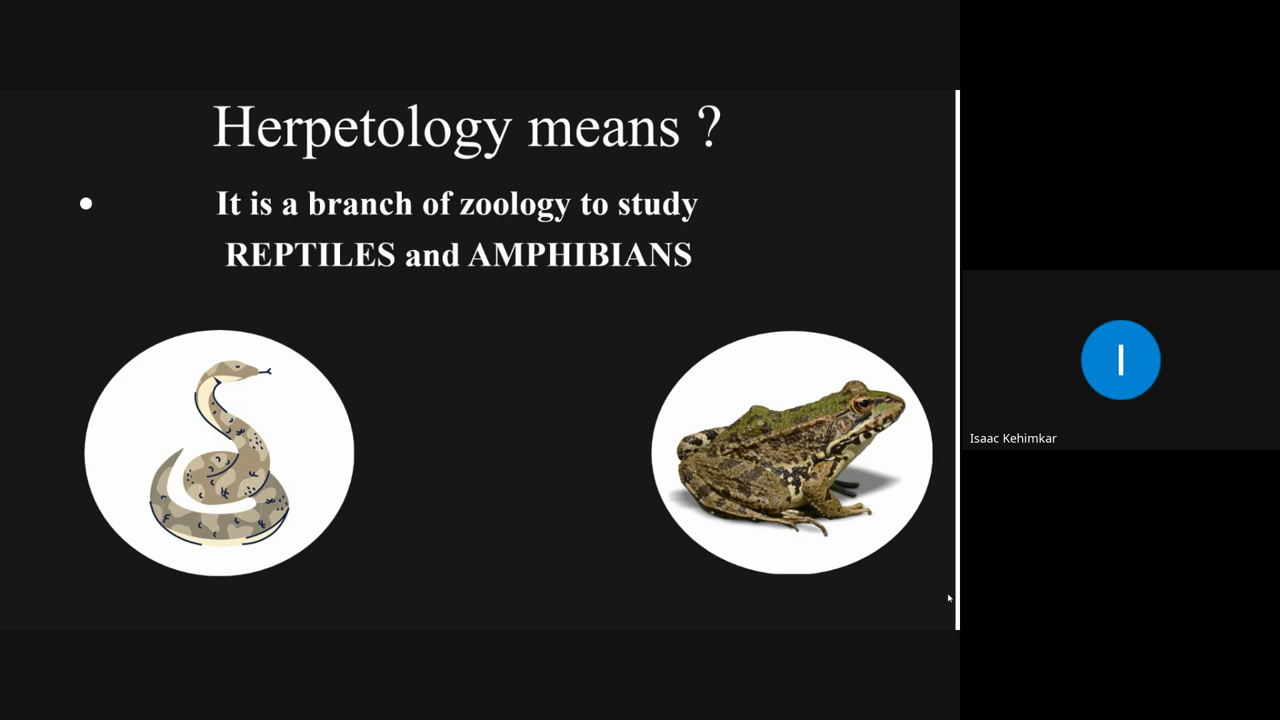 Herpetology means ?
● It is a branch of zoology to study
REPTILES and AMPHIBIANS
I
Isaac Kehimkar